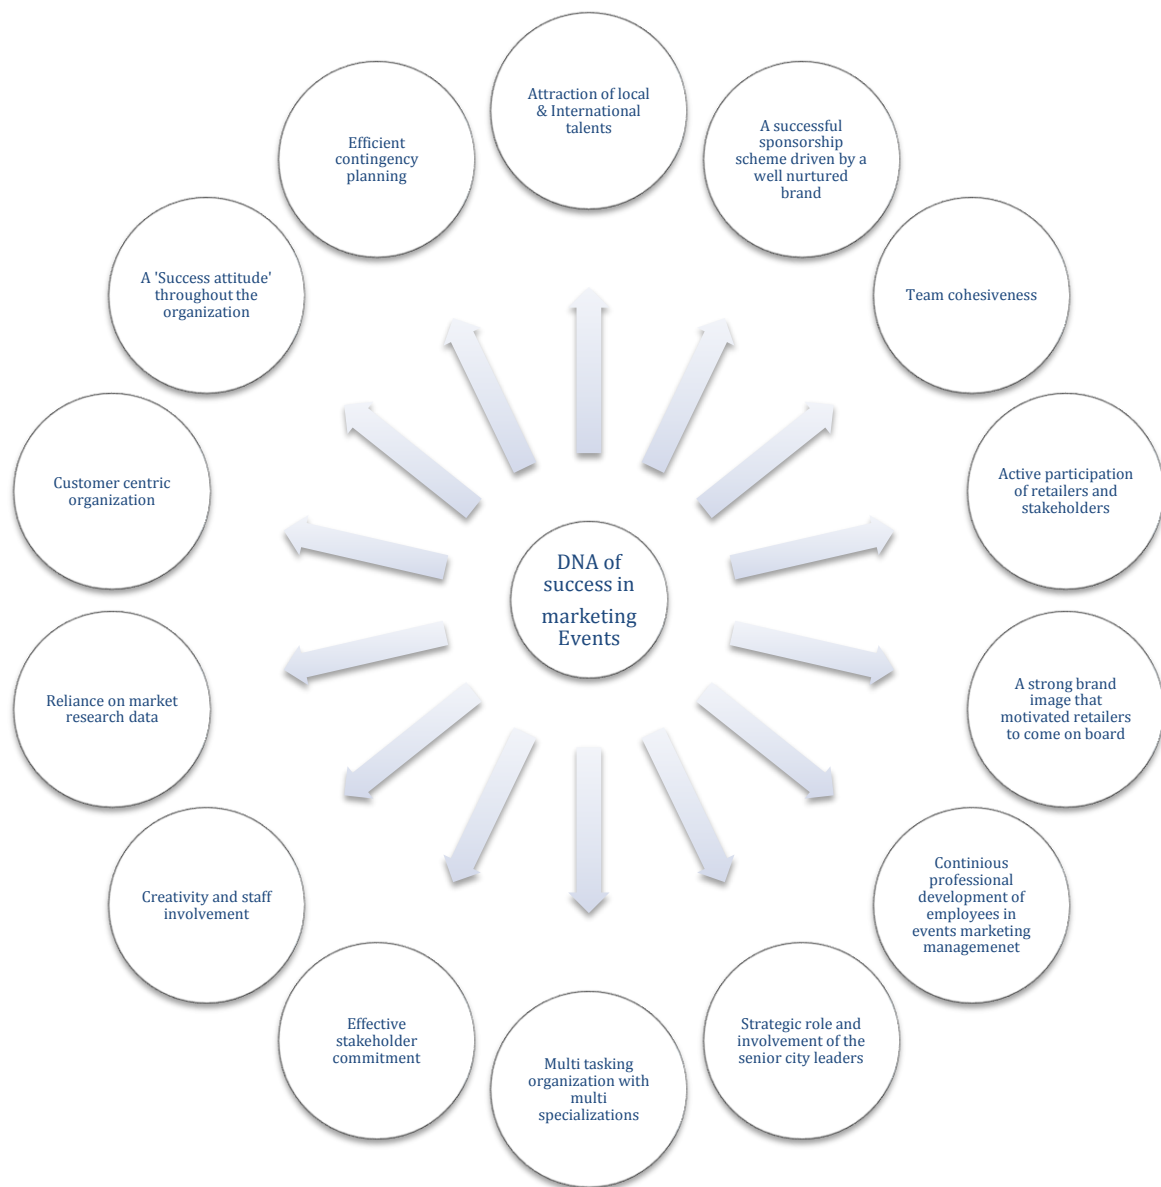 Attraction of local
& International
talents
A successful
sponsorship
scheme driven by a
well nurtured
brand
Team cohesiveness
Active participation
of retailers and
stakeholders
A strong brand
image that
motivated retailers
to come on board
Continious
professional
development of
employees in
events marketing
managemenet
Strategic role and
involvement of the
senior city leaders
Multi tasking
organization with
multi
specializations
Effective
stakeholder
commitment
Creativity and staff
involvement
Reliance on market
research data
Customer centric
organization
A 'Success attitude'
throughout the
organization
Efficient
contingency
planning
DNA of
success in
marketing
Events